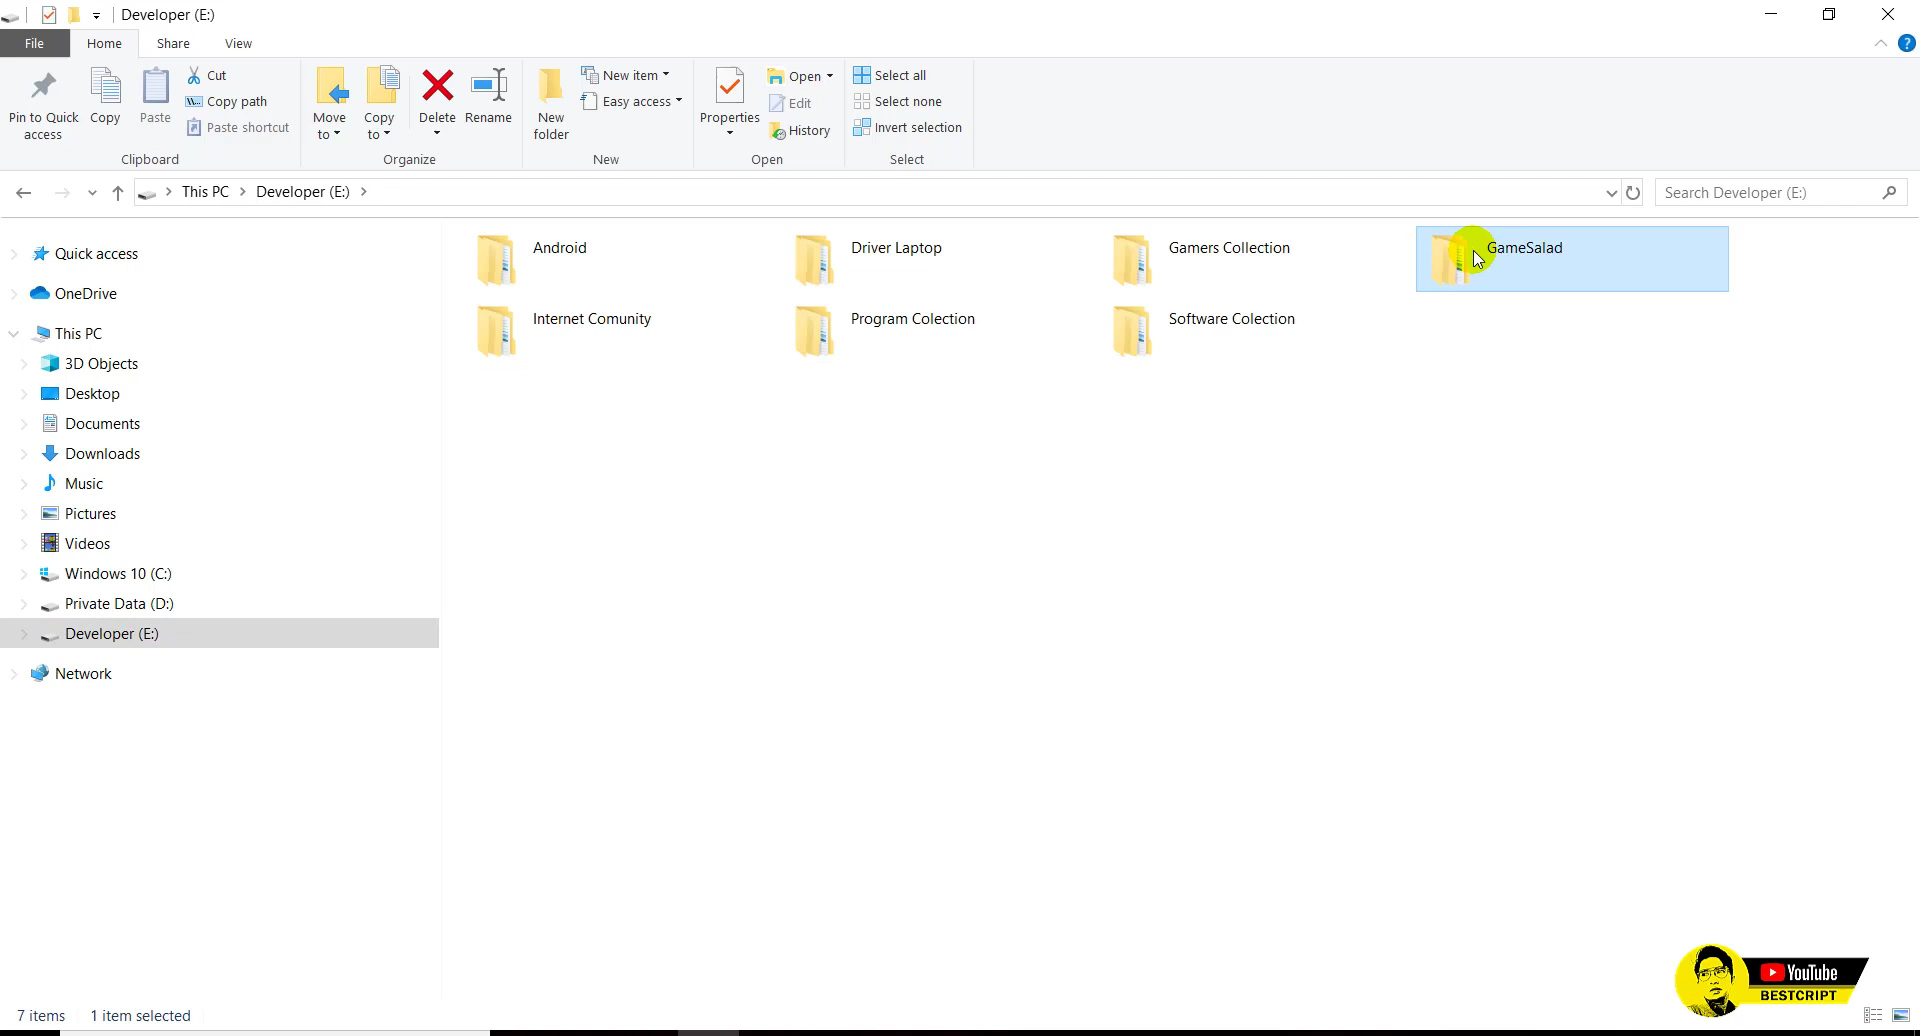 Developer (E:)
File
Home
Share
View
Pin to Quick access
Copy
Paste
Cut
Copy path
Paste shortcut
Clipboard
Move to
Copy to
Delete
Rename
Organize
New folder
New item
Easy access
New
Properties
Open
Edit
History
Open
Select all
Select none
Invert selection
Select
This PC
Developer (E:)
Search Developer (E:)
Quick access
OneDrive
This PC
3D Objects
Desktop
Documents
Downloads
Music
Pictures
Videos
Windows 10 (C:)
Private Data (D:)
Developer (E:)
Network
Android
Driver Laptop
Gamers Collection
GameSalad
Internet Comunity
Program Colection
Software Colection
YouTube
BESTCRIPT
7 items
1 item selected